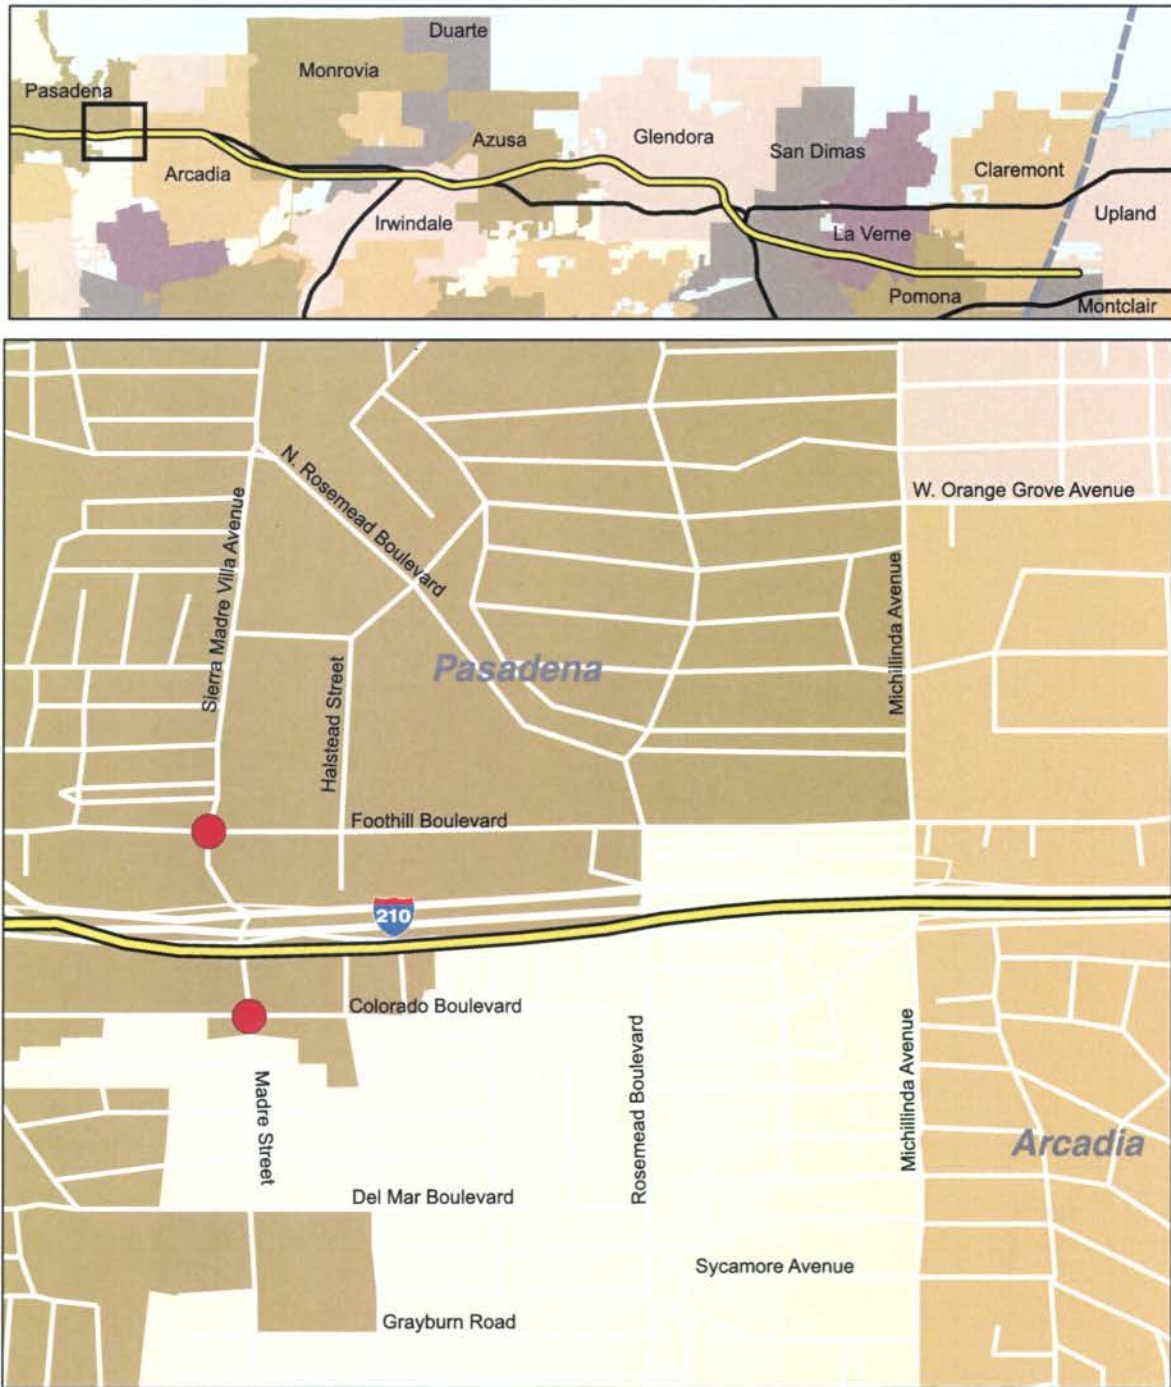 Duarte
Monrovia
Pasadena
Azusa
Glendora
San Dimas
Arcadia
Claremont
Irwindale
Upland
La Verne
Pomona
Montclair
N. Rosemead Boulevard
W. Orange Grove Avenue
Sierra Madre Villa Avenue
Michillinda Avenue
Halstead Street
Pasadena
Foothill Boulevard
210
Colorado Boulevard
Madre Street
Rosemead Boulevard
Michillinda Avenue
Arcadia
Del Mar Boulevard
Sycamore Avenue
Grayburn Road